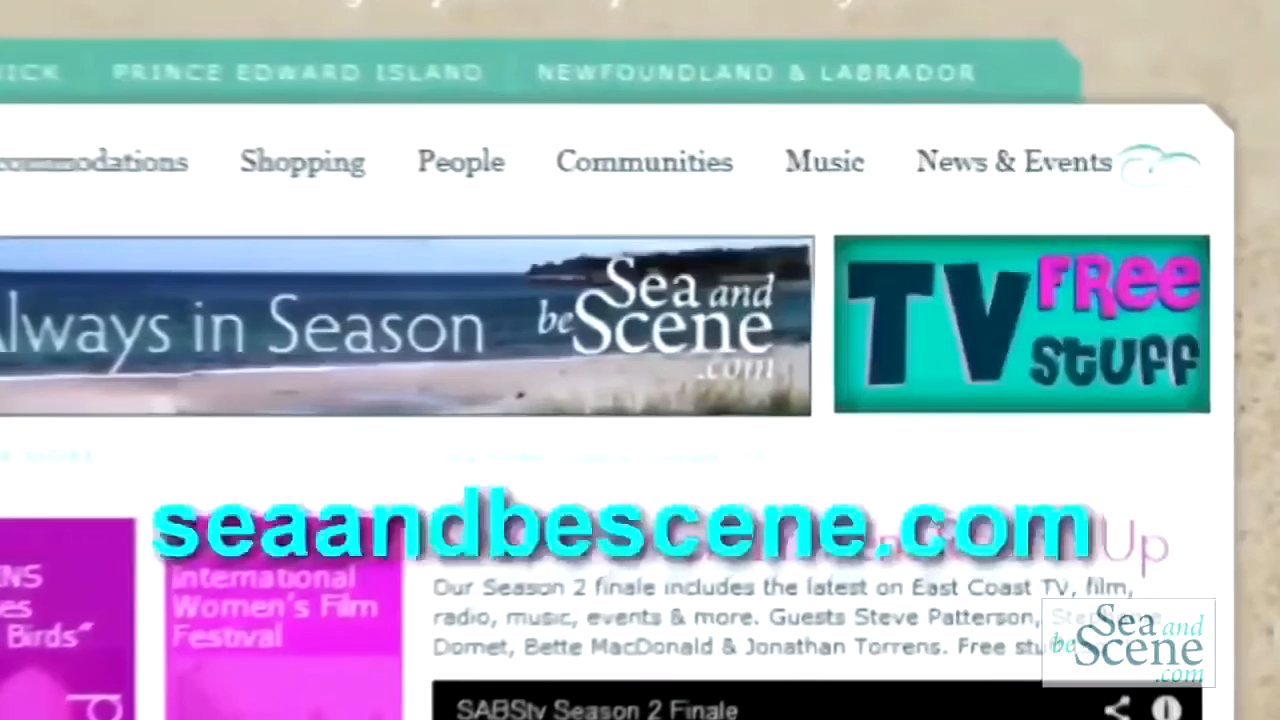 PRINCE EDWARD ISLAND NEWFOUNDLAND & LABRADOR
Shopping People Communities Music News & Events
Always in Season
Sea and
be Scene
.com
TV FREE
STUFF
seaandbescene.com
Up
International
Women's Film
Festival
Birds"
Our Season 2 finale includes the latest on East Coast TV, film,
radio, music, events & more. Guests Steve Patterson,
Domet, Bette MacDonald & Jonathan Torrens. Free
SABStv Season 2 Finale
Sea and
be Scene
.com